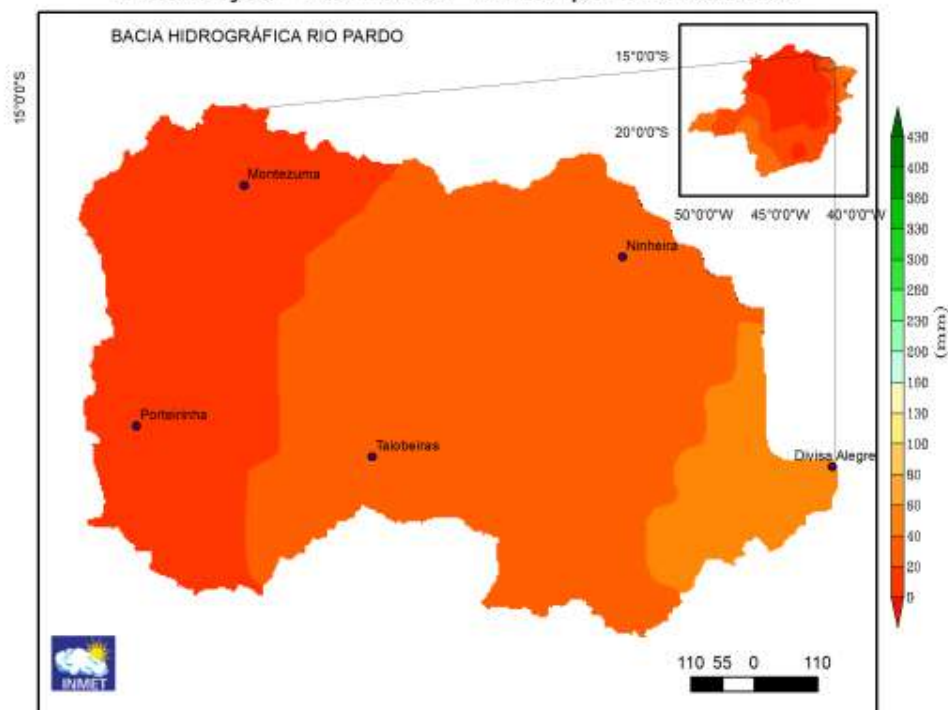 BACIA HIDROGRÁFICA RIO PARDO
15°0'0"S
15°0'0"S
20°0'0"S
50°0'0"W 45°0'0"W 40°0'0"W
Montezuma
Ninheira
Porteirinha
Talobeiras
Divisa Alegre
430
400
360
330
300
260
230
200
160
130
100
80
60
40
20
0
(mm)
INMET
110 55 0 110